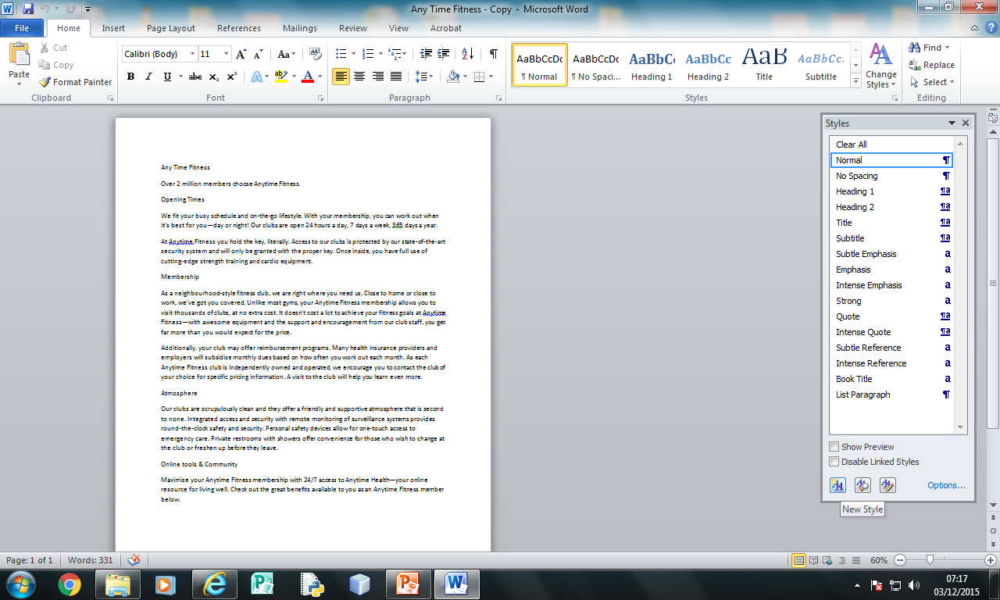 Any Time Fitness - Copy - Microsoft Word
File Home Insert Page Layout References Mailings Review View Acrobat
Paste
Cut
Copy
Format Painter
Clipboard
Calibri (Body) 11
B I U abc x₂ x²
Font
Paragraph
AaBbCcDc AaBbCcDc AaBbCc AaBbCc AaB AaBbCc.
¶ Normal ¶ No Spaci... Heading 1 Heading 2 Title Subtitle
Change
Styles
Styles
Find
Replace
Select
Editing
Any Time Fitness
Over 2 million members choose Anytime Fitness.
Opening Times
We fit your busy schedule and on-the-go lifestyle. With your membership, you can work out when
it's best for you—day or night! Our clubs are open 24 hours a day, 7 days a week, 365 days a year.
At Anytime Fitness you hold the key, literally. Access to our clubs is protected by our state-of-the-art
security system and will only be granted with the proper key. Once inside, you have full use of
cutting-edge strength training and cardio equipment.
Membership
As a neighbourhood-style fitness club, we are right where you need us. Close to home or close to
work, we've got you covered. Unlike most gyms, your Anytime Fitness membership allows you to
visit thousands of clubs, at no extra cost. It doesn't cost a lot to achieve your fitness goals at Anytime
Fitness—with awesome equipment and the support and encouragement from our club staff, you get
far more than you would expect for the price.
Additionally, your club may offer reimbursement programs. Many health insurance providers and
employers will subsidize monthly dues based on how often you work out each month. As each
Anytime Fitness club is independently owned and operated, we encourage you to contact the club of
your choice for specific pricing information. A visit to the club will help you learn even more.
Atmosphere
Our clubs are scrupulously clean and they offer a friendly and supportive atmosphere that is second
to none. Integrated access and security with remote monitoring of surveillance systems provides
round-the-clock safety and security. Personal safety devices allow for one-touch access to
emergency care. Private restrooms with showers offer convenience for those who wish to change at
the club or freshen up before they leave.
Online tools & Community
Maximize your Anytime Fitness membership with 24/7 access to Anytime Health—your online
resource for living well. Check out the great benefits available to you as an Anytime Fitness member
below.
Styles
Clear All
Normal ¶
No Spacing ¶
Heading 1 ¶a
Heading 2 ¶a
Title ¶a
Subtitle ¶a
Subtle Emphasis a
Emphasis a
Intense Emphasis a
Strong a
Quote ¶a
Intense Quote ¶a
Subtle Reference a
Intense Reference a
Book Title a
List Paragraph ¶
Show Preview
Disable Linked Styles
Options...
New Style
Page: 1 of 1 Words: 331 60%
07:17
03/12/2015